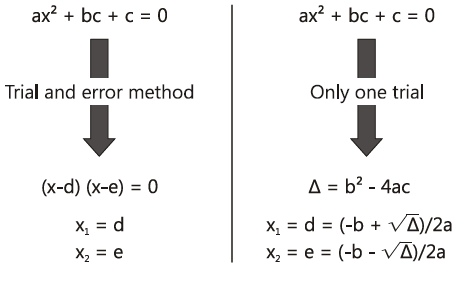 ax² + bc + c = 0
Trial and error method
(x-d) (x-e) = 0
x₁ = d
x₂ = e
ax² + bc + c = 0
Only one trial
Δ = b² - 4ac
x₁ = d = (-b + √Δ)/2a
x₂ = e = (-b - √Δ)/2a